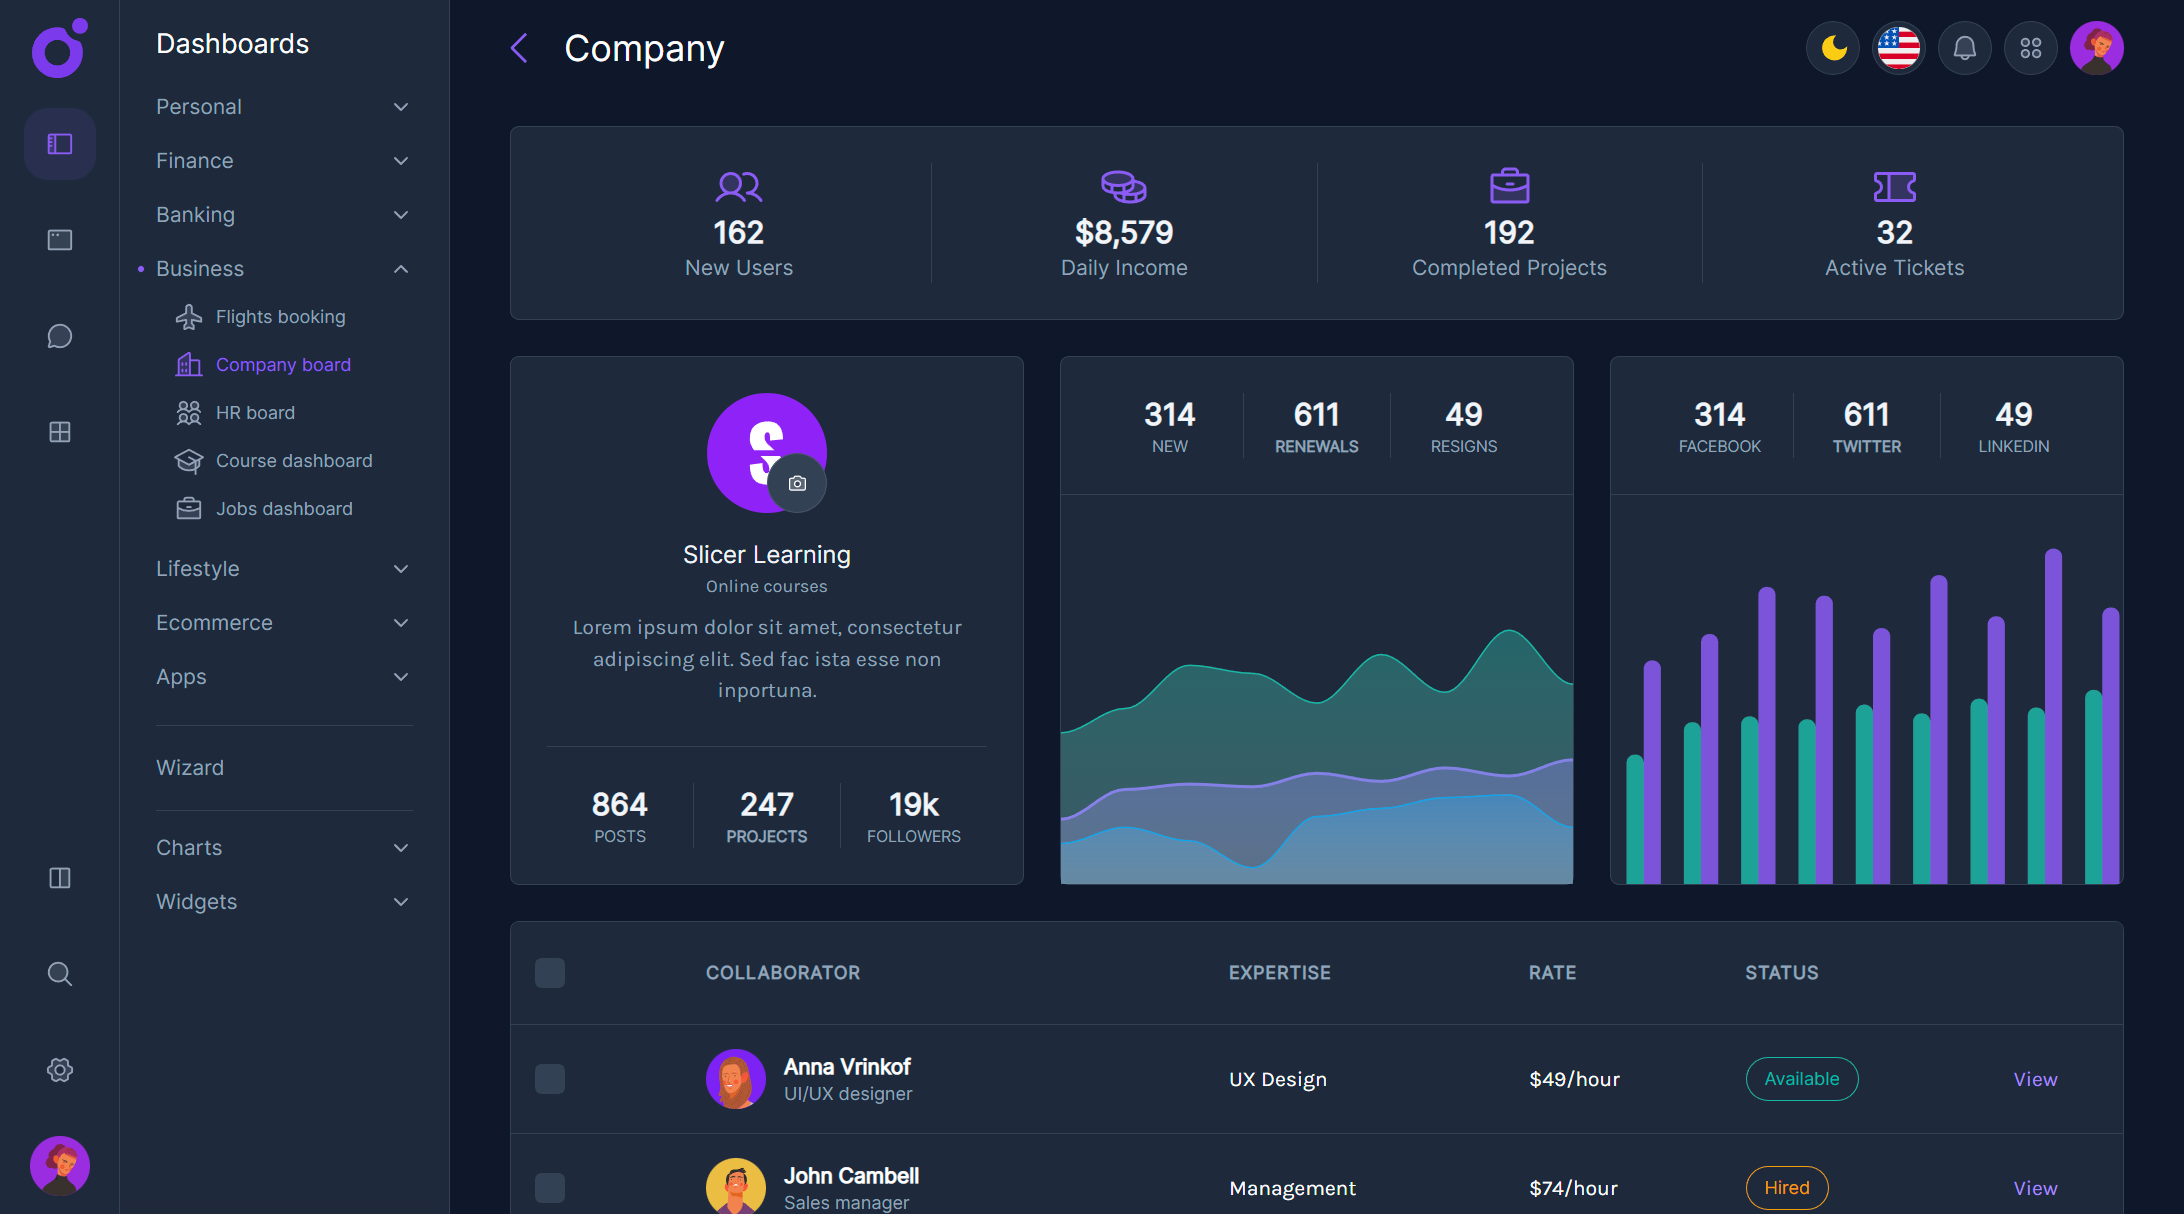 Dashboards
Personal
Finance
Banking
Business
Flights booking
Company board
HR board
Course dashboard
Jobs dashboard
Lifestyle
Ecommerce
Apps
Wizard
Charts
Widgets
Company
162
New Users
$8,579
Daily Income
192
Completed Projects
32
Active Tickets
Slicer Learning
Online courses
Lorem ipsum dolor sit amet, consectetur
adipiscing elit. Sed fac ista esse non
inportuna.
864
POSTS
247
PROJECTS
19k
FOLLOWERS
314
NEW
611
RENEWALS
49
RESIGNS
314
FACEBOOK
611
TWITTER
49
LINKEDIN
COLLABORATOR EXPERTISE RATE STATUS
Anna Vrinkof
UI/UX designer
UX Design
$49/hour
Available
View
John Cambell
Sales manager
Management
$74/hour
Hired
View